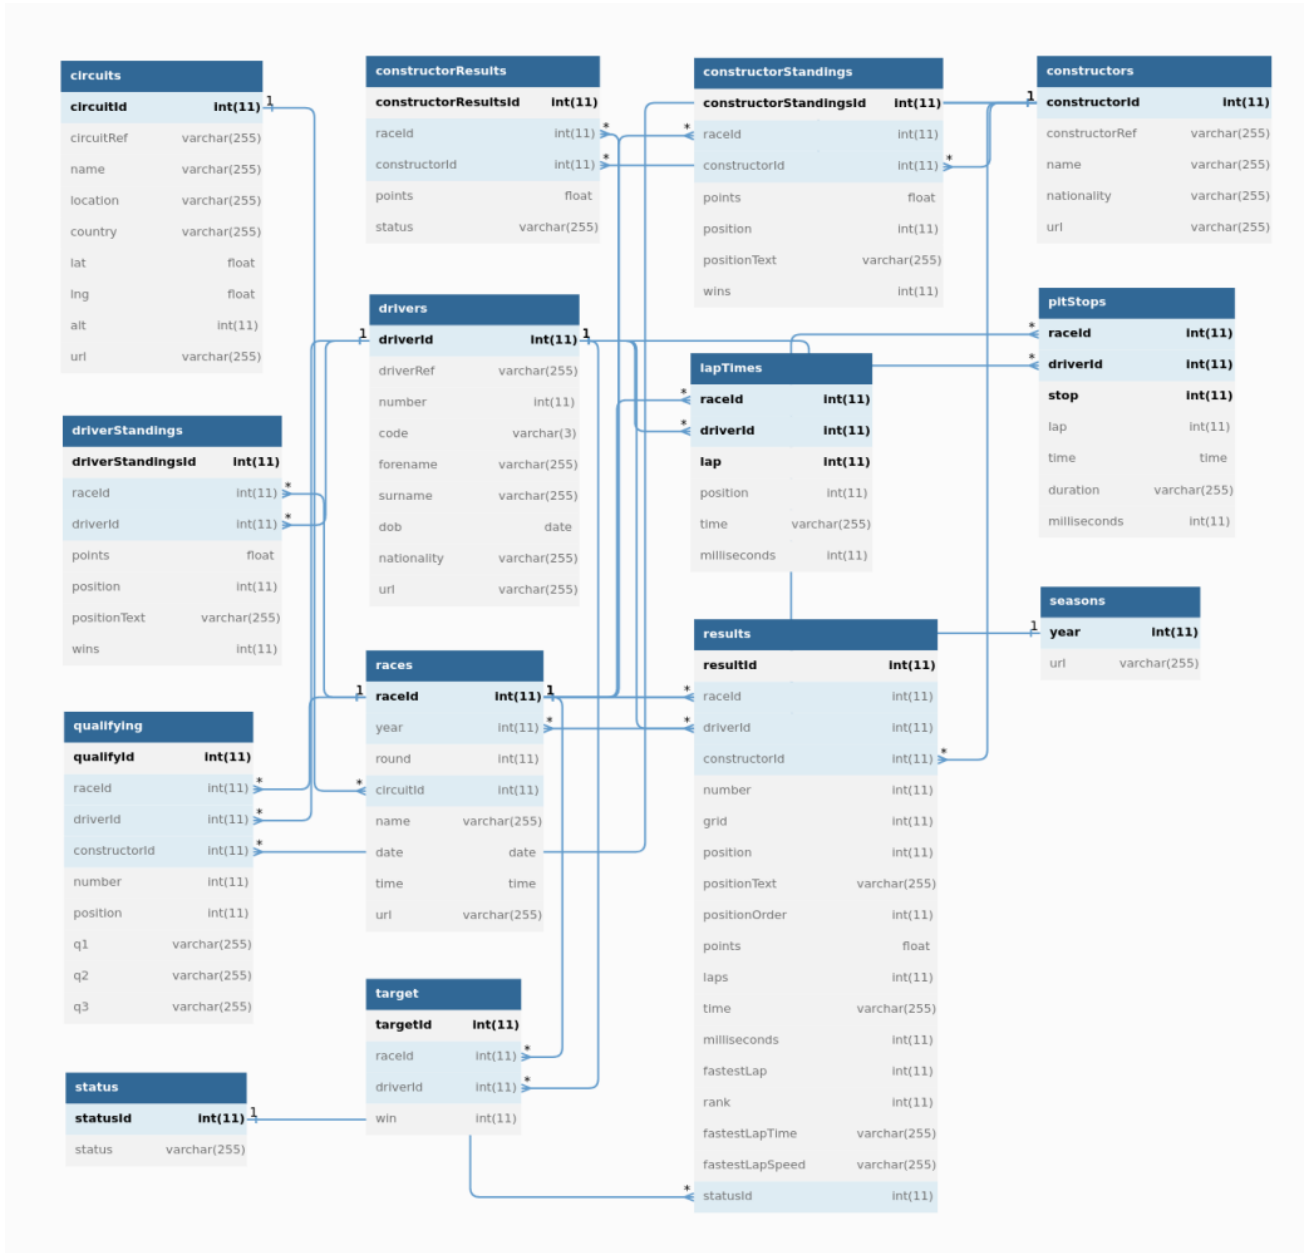 circuits
circuitId int(11) 1
circuitRef varchar(255)
name varchar(255)
location varchar(255)
country varchar(255)
lat float
lng float
alt int(11)
url varchar(255)
constructorResults
constructorResultsId int(11)
raceId int(11) *
constructorId int(11) *
points float
status varchar(255)
constructorStandings
constructorStandingsId int(11)
* raceId int(11)
constructorId int(11) *
points float
position int(11)
positionText varchar(255)
wins int(11)
constructors
1 constructorId int(11)
constructorRef varchar(255)
name varchar(255)
nationality varchar(255)
url varchar(255)
drivers
1 driverId int(11) 1
driverRef varchar(255)
number int(11)
code varchar(3)
forename varchar(255)
surname varchar(255)
dob date
nationality varchar(255)
url varchar(255)
lapTimes
* raceId int(11)
* driverId int(11)
lap int(11)
position int(11)
time varchar(255)
milliseconds int(11)
pitStops
* raceId int(11)
* driverId int(11)
stop int(11)
lap int(11)
time time
duration varchar(255)
milliseconds int(11)
driverStandings
driverStandingsId int(11)
raceId int(11) *
driverId int(11) *
points float
position int(11)
positionText varchar(255)
wins int(11)
races
1 raceId int(11) 1
year int(11) *
round int(11)
* circuitId int(11)
name varchar(255)
date date
time time
url varchar(255)
results
resultId int(11)
* raceId int(11)
* driverId int(11)
constructorId int(11) *
number int(11)
grid int(11)
position int(11)
positionText varchar(255)
positionOrder int(11)
points float
laps int(11)
time varchar(255)
milliseconds int(11)
fastestLap int(11)
rank int(11)
fastestLapTime varchar(255)
fastestLapSpeed varchar(255)
* statusId int(11)
seasons
1 year int(11)
url varchar(255)
qualifying
qualifyId int(11)
raceId int(11) *
driverId int(11) *
constructorId int(11) *
number int(11)
position int(11)
q1 varchar(255)
q2 varchar(255)
q3 varchar(255)
target
targetId int(11)
raceId int(11) *
driverId int(11) *
win int(11)
status
statusId int(11) 1
status varchar(255)